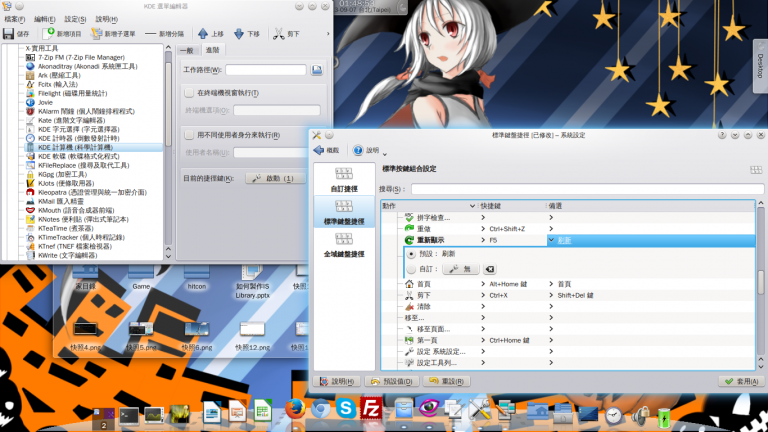 KDE 選單編輯器
檔案(F) 編輯(E) 設定(S) 說明(H)
儲存 新增項目 新增子選單 新增分隔 上移 下移 剪下
X-實用工具
7-Zip FM (7-Zip File Manager)
Akonaditray (Akonadi 系統匣工具)
Ark (壓縮工具)
Fcitx (輸入法)
Filelight (磁碟用量統計)
Jovie
KAlarm 鬧鐘 (個人鬧鐘排程程式)
Kate (進階文字編輯器)
KDE 字元選擇 (字元選擇器)
KDE 計時器 (倒數發射計時)
KDE 計算機 (科學計算機)
KDE 軟碟 (軟碟格式化程式)
KFileReplace (搜尋及取代工具)
KGpg (加密工具)
KJots (便條取用器)
Kleopatra (憑證管理與統一加密介面)
KMail 匯入精靈
KMouth (語音合成器前端)
KNotes 便利貼 (彈出式筆記本)
KTeaTime (煮茶器)
KTimeTracker (個人時程記錄)
KTnef (TNEF 檔案檢視器)
KWrite (文字編輯器)
一般 進階
工作路徑(W):
在終端機視窗執行(T)
終端機選項(O):
用不同使用者身分來執行(R)
使用者名稱(U):
目前的捷徑鍵(K): 啟動 (1)
台北,Taipei
Desktop
標準鍵盤捷徑 [已修改] – 系統設定
概觀 說明
自訂捷徑
標準鍵盤捷徑
全域鍵盤捷徑
標準按鍵組合設定
搜尋(S):
動作 快捷鍵 備選
拼字檢查...
重做 Ctrl+Shift+Z
重新顯示 F5 刷新
預設: 刷新
自訂: 無
首頁 Alt+Home 鍵 首頁
剪下 Ctrl+X Shift+Del 鍵
清除
移至...
移至頁面...
第一頁 Ctrl+Home 鍵
設定 系統設定...
設定工具列...
說明(H) 預設值(D) 重設(R) 套用(A)
家目錄 Game hitcon 如何製作IS Library.pptx
快照4.png 快照5.png 快照6.png 快照12.png
2